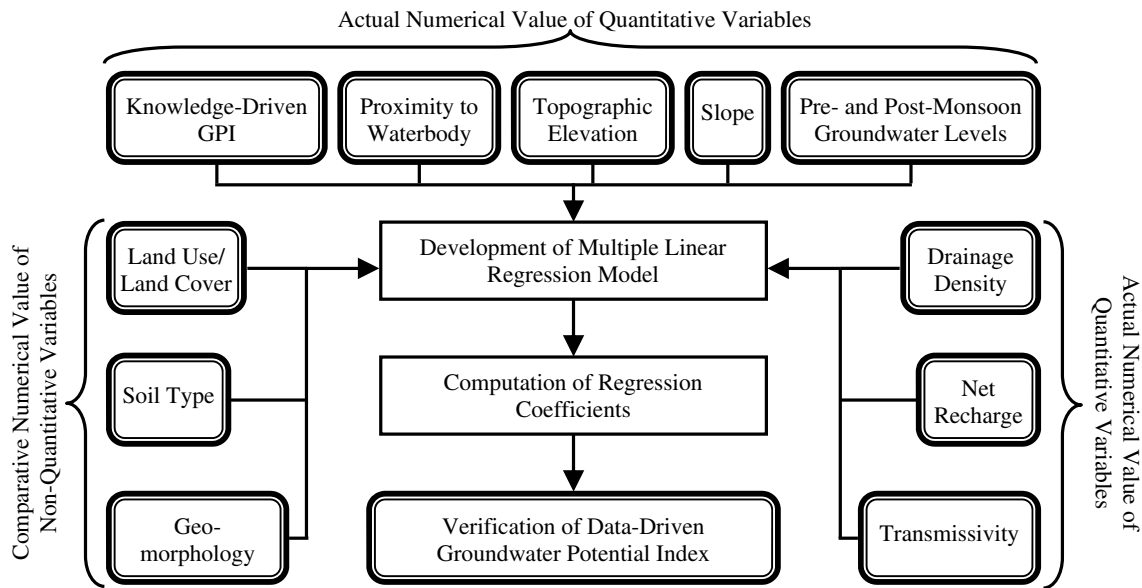 Actual Numerical Value of Quantitative Variables
Knowledge-Driven
GPI
Proximity to
Waterbody
Topographic
Elevation
Slope
Pre- and Post-Monsoon
Groundwater Levels
Comparative Numerical Value of
Non-Quantitative Variables
Land Use/
Land Cover
Soil Type
Geo-
morphology
Development of Multiple Linear
Regression Model
Computation of Regression
Coefficients
Verification of Data-Driven
Groundwater Potential Index
Drainage
Density
Net
Recharge
Transmissivity
Actual Numerical Value of
Quantitative Variables